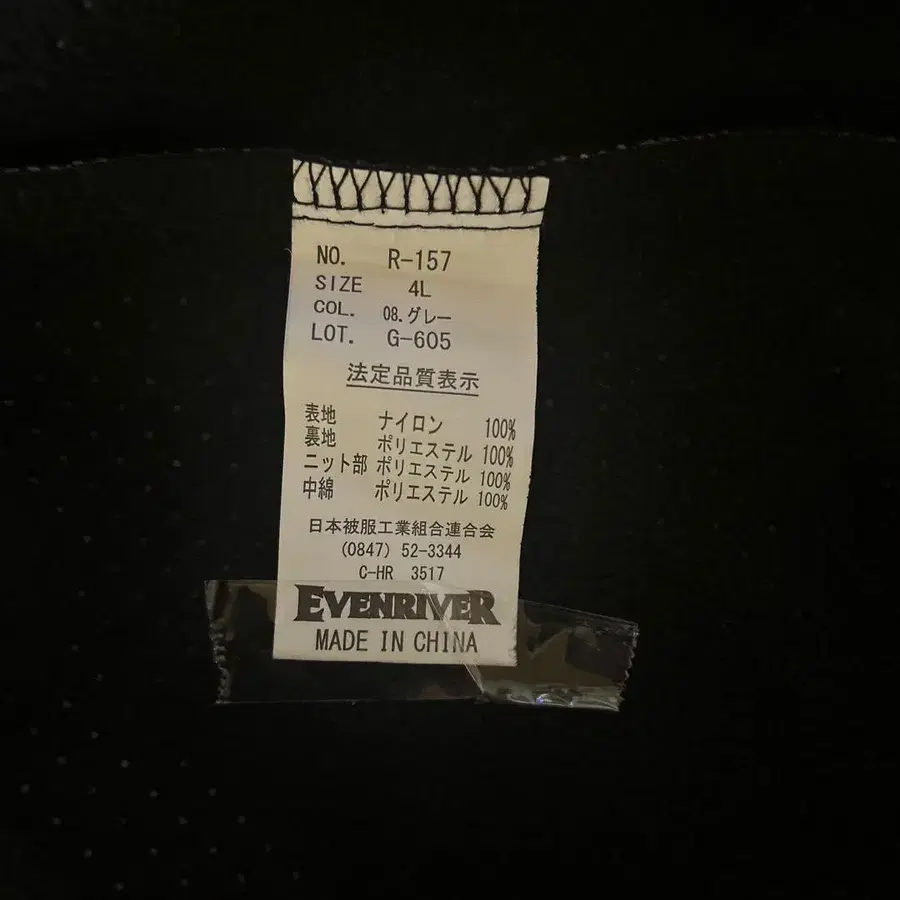 NO. R-157
SIZE 4L
COL. 08.グレー
LOT. G-605
法定品質表示
表地 ナイロン 100%
裏地 ポリエステル 100%
ニット部 ポリエステル 100%
中綿 ポリエステル 100%
日本被服工業組合連合会
(0847) 52-3344
C-HR 3517
EVENRIVER
MADE IN CHINA